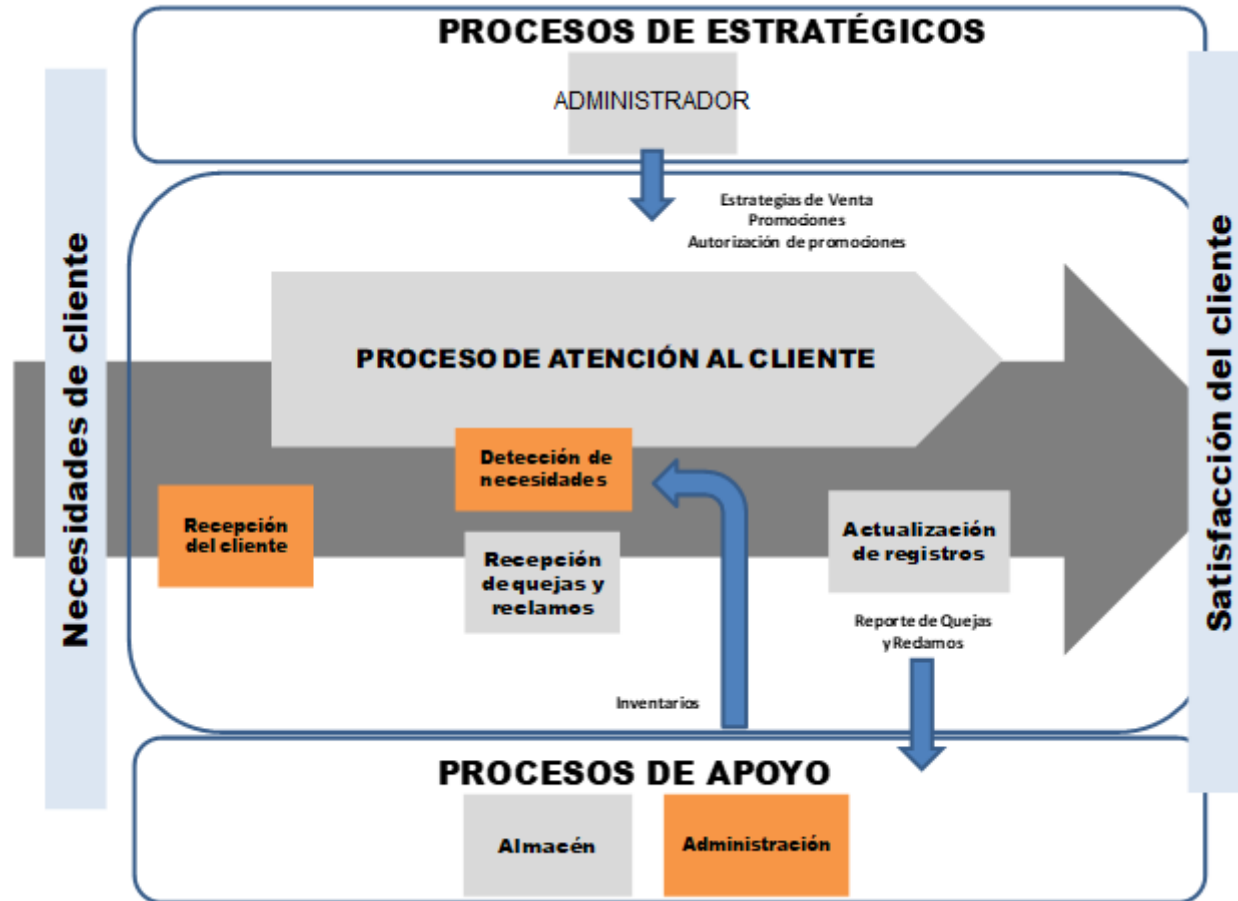 PROCESOS DE ESTRATÉGICOS
ADMINISTRADOR
Estrategias de Venta
Promociones
Autorización de promociones
Necesidades de cliente
PROCESO DE ATENCIÓN AL CLIENTE
Detección de
necesidades
Recepción
del cliente
Recepción
de quejas y
reclamos
Actualización
de registros
Reporte de Quejas
y Reclamos
Inventarios
Satisfacción del cliente
PROCESOS DE APOYO
Almacén
Administración